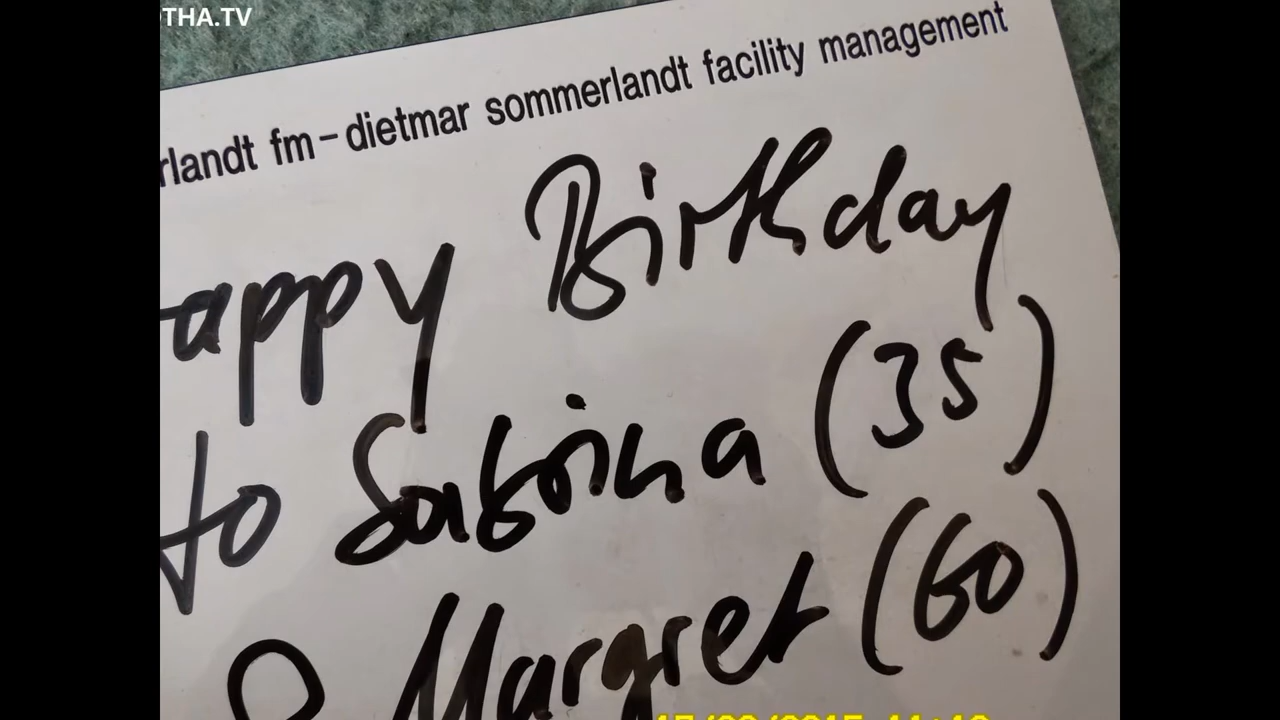 THA.TV
rlandt fm – dietmar sommerlandt facility management
appy Birthday
to Sabrina (35)
& Margret (60)